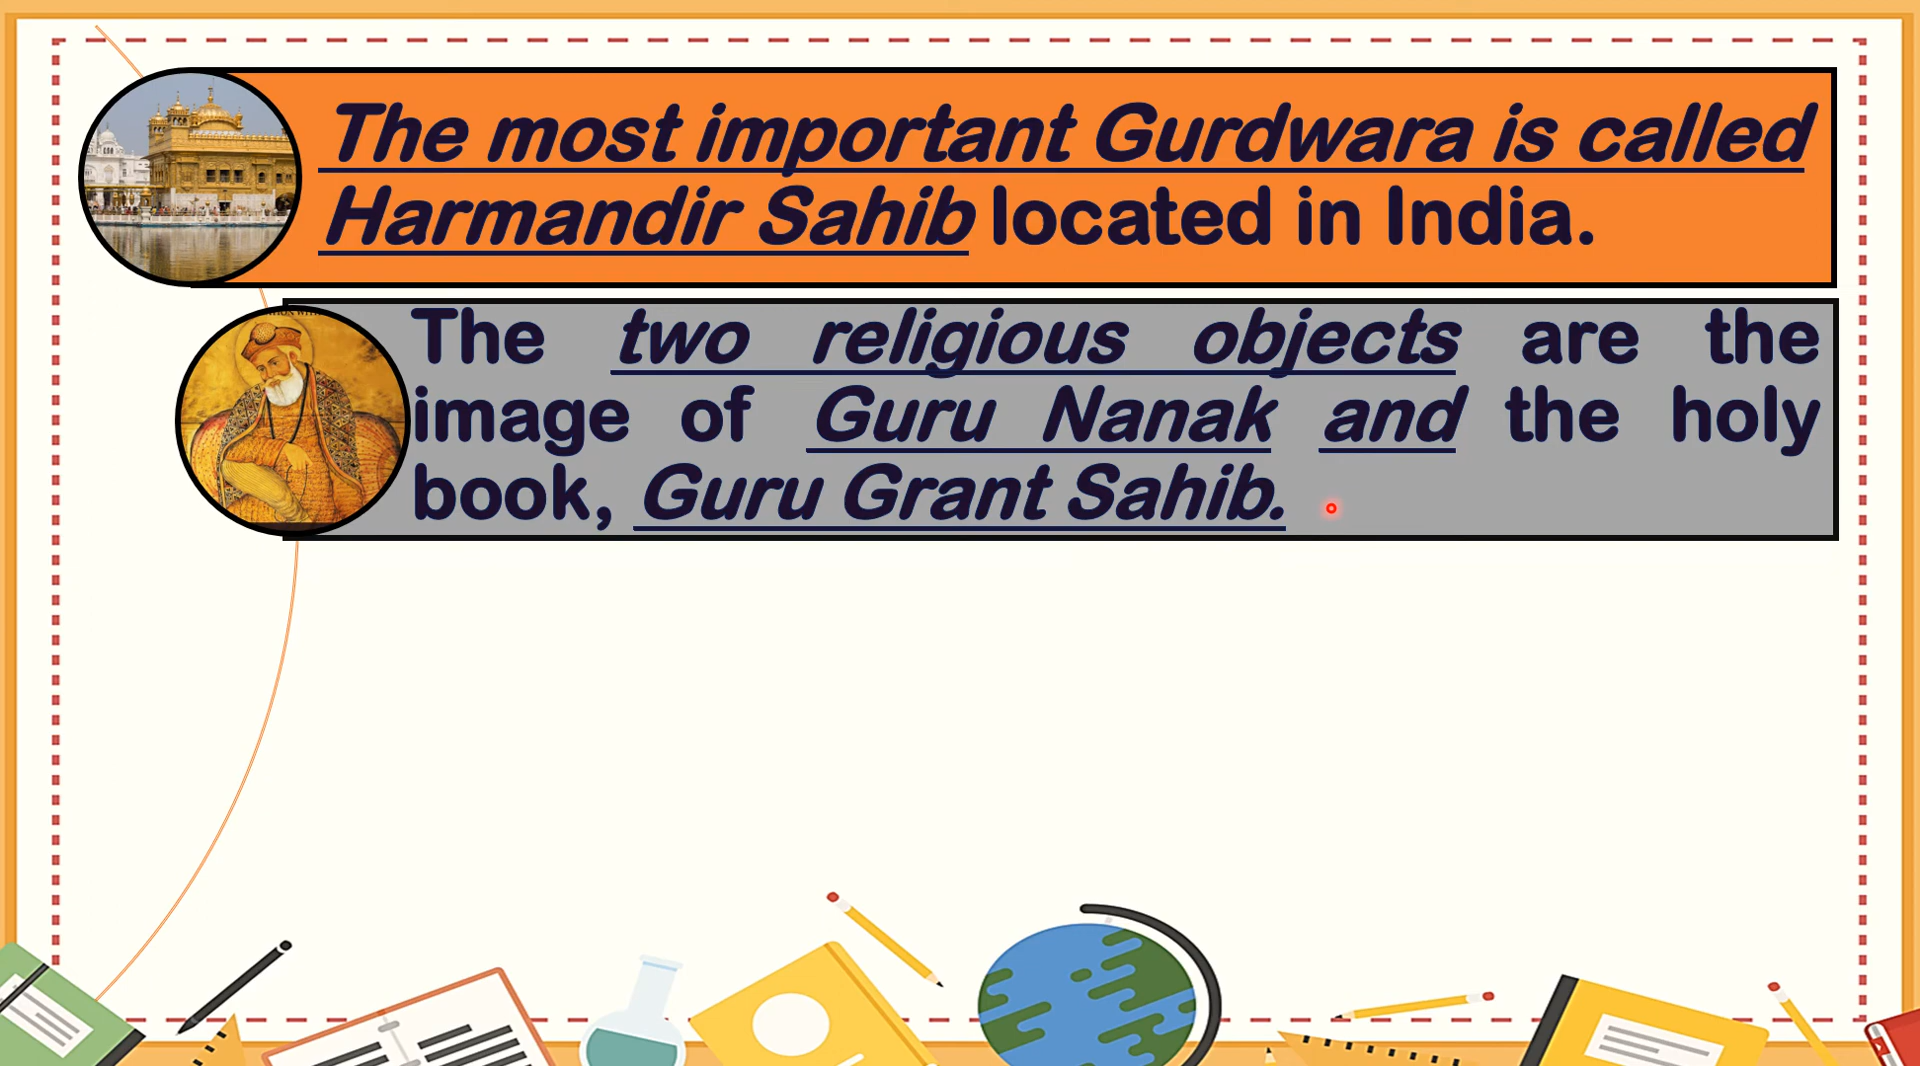 The most important Gurdwara is called
Harmandir Sahib located in India.
The two religious objects are the
image of Guru Nanak and the holy
book, Guru Grant Sahib.